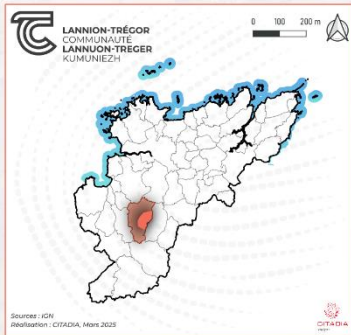 LANNION-TRÉGOR
COMMUNAUTÉ
LANNUON-TREGER
KUMUNIEZH
0 100 200 m
Sources : IGN
Réalisation : CITADIA, Mars 2025
CITADIA